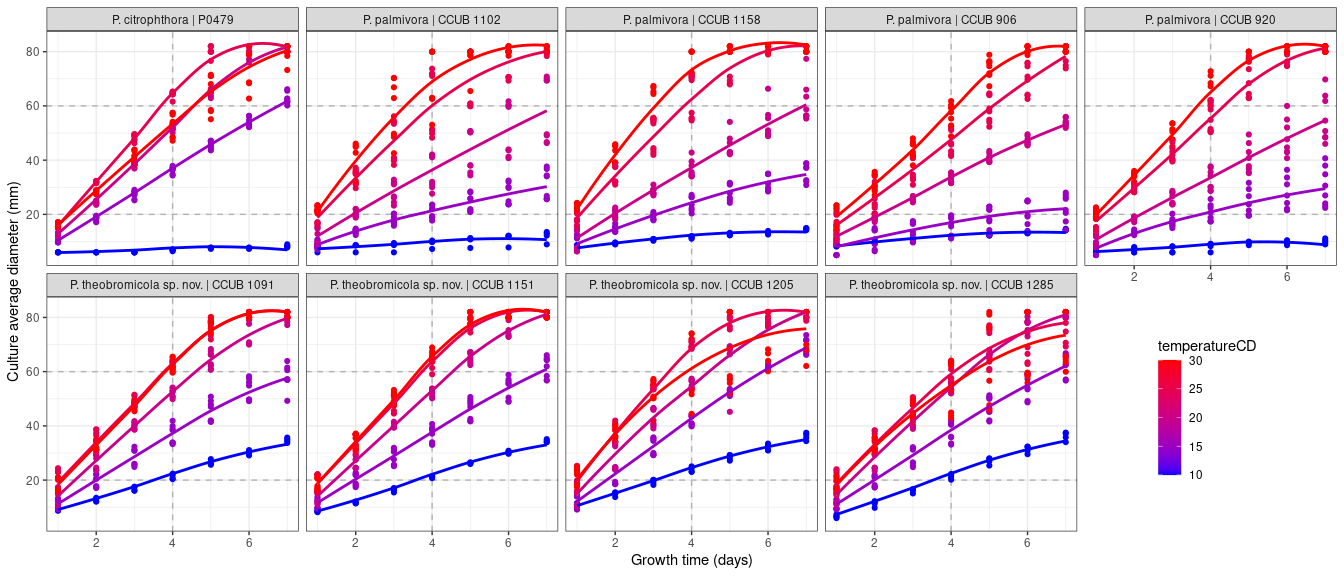 P. citrophthora | P0479
P. palmivora | CCUB 1102
P. palmivora | CCUB 1158
P. palmivora | CCUB 906
P. palmivora | CCUB 920
80
60
40
20
2
4
6
P. theobromicola sp. nov. | CCUB 1091
P. theobromicola sp. nov. | CCUB 1151
P. theobromicola sp. nov. | CCUB 1205
P. theobromicola sp. nov. | CCUB 1285
80
60
40
20
2
4
6
2
4
6
2
4
6
2
4
6
Culture average diameter (mm)
Growth time (days)
temperatureCD
30
25
20
15
10